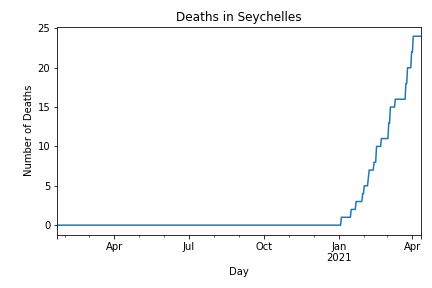 Deaths in Seychelles
25
20
15
10
5
0
Number of Deaths
Apr
Jul
Oct
Jan
2021
Apr
Day